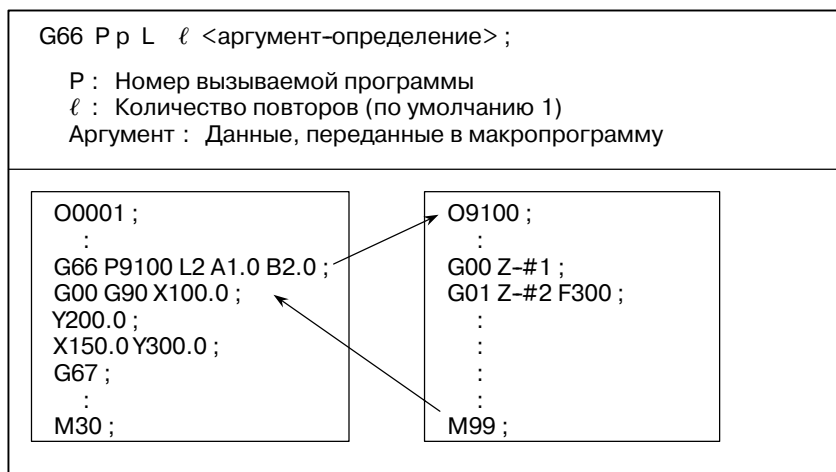 G66 P p L ℓ <аргумент-определение> ;
P : Номер вызываемой программы
ℓ : Количество повторов (по умолчанию 1)
Аргумент : Данные, переданные в макропрограмму
O0001 ;
:
G66 P9100 L2 A1.0 B2.0 ;
G00 G90 X100.0 ;
Y200.0 ;
X150.0 Y300.0 ;
G67 ;
:
M30 ;
O9100 ;
:
G00 Z-#1 ;
G01 Z-#2 F300 ;
:
:
:
:
M99 ;